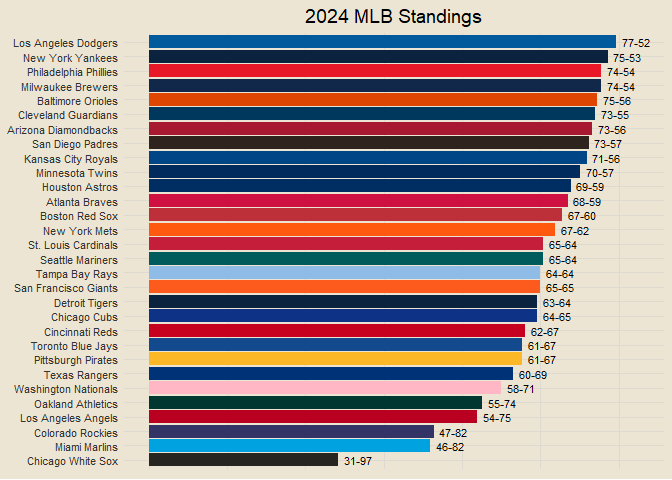 2024 MLB Standings
Los Angeles Dodgers 77-52
New York Yankees 75-53
Philadelphia Phillies 74-54
Milwaukee Brewers 74-54
Baltimore Orioles 75-56
Cleveland Guardians 73-55
Arizona Diamondbacks 73-56
San Diego Padres 73-57
Kansas City Royals 71-56
Minnesota Twins 70-57
Houston Astros 69-59
Atlanta Braves 68-59
Boston Red Sox 67-60
New York Mets 67-62
St. Louis Cardinals 65-64
Seattle Mariners 65-64
Tampa Bay Rays 64-64
San Francisco Giants 65-65
Detroit Tigers 63-64
Chicago Cubs 64-65
Cincinnati Reds 62-67
Toronto Blue Jays 61-67
Pittsburgh Pirates 61-67
Texas Rangers 60-69
Washington Nationals 58-71
Oakland Athletics 55-74
Los Angeles Angels 54-75
Colorado Rockies 47-82
Miami Marlins 46-82
Chicago White Sox 31-97